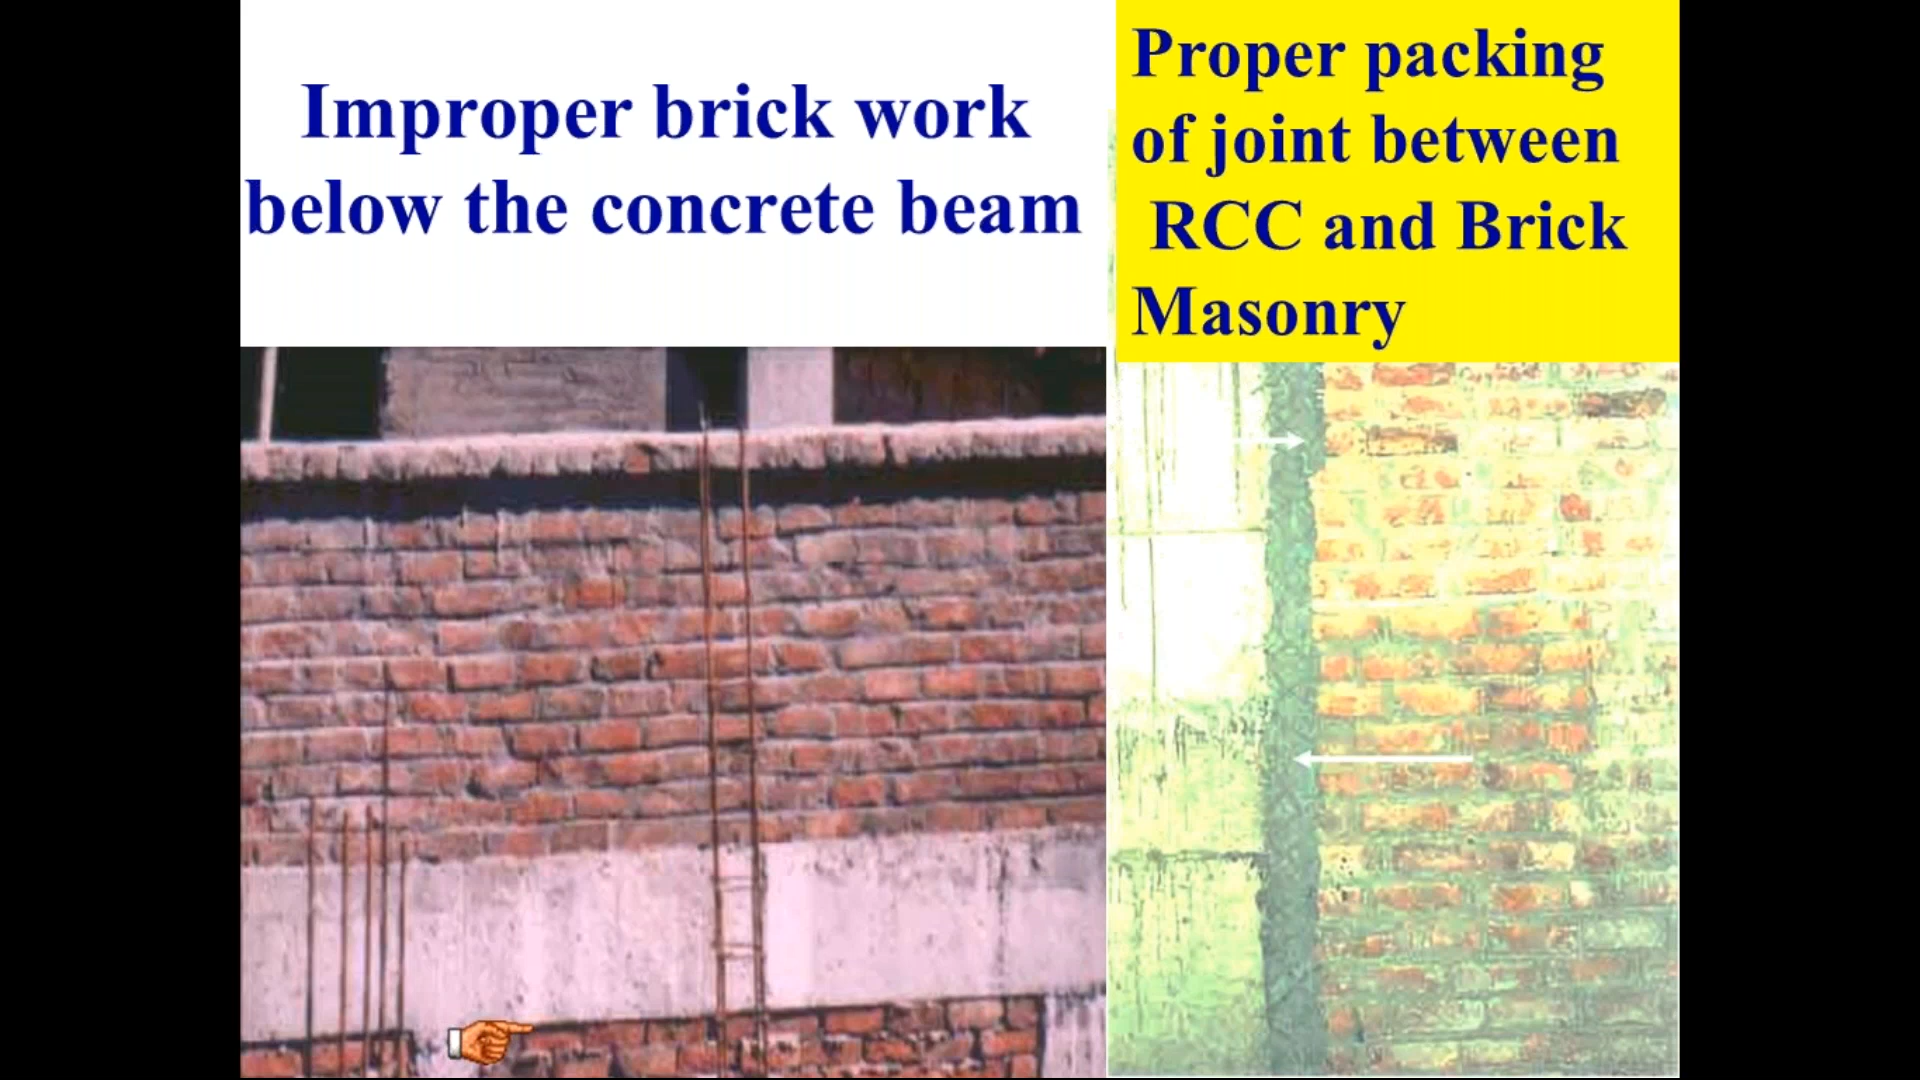 Improper brick work
below the concrete beam
Proper packing
of joint between
RCC and Brick
Masonry